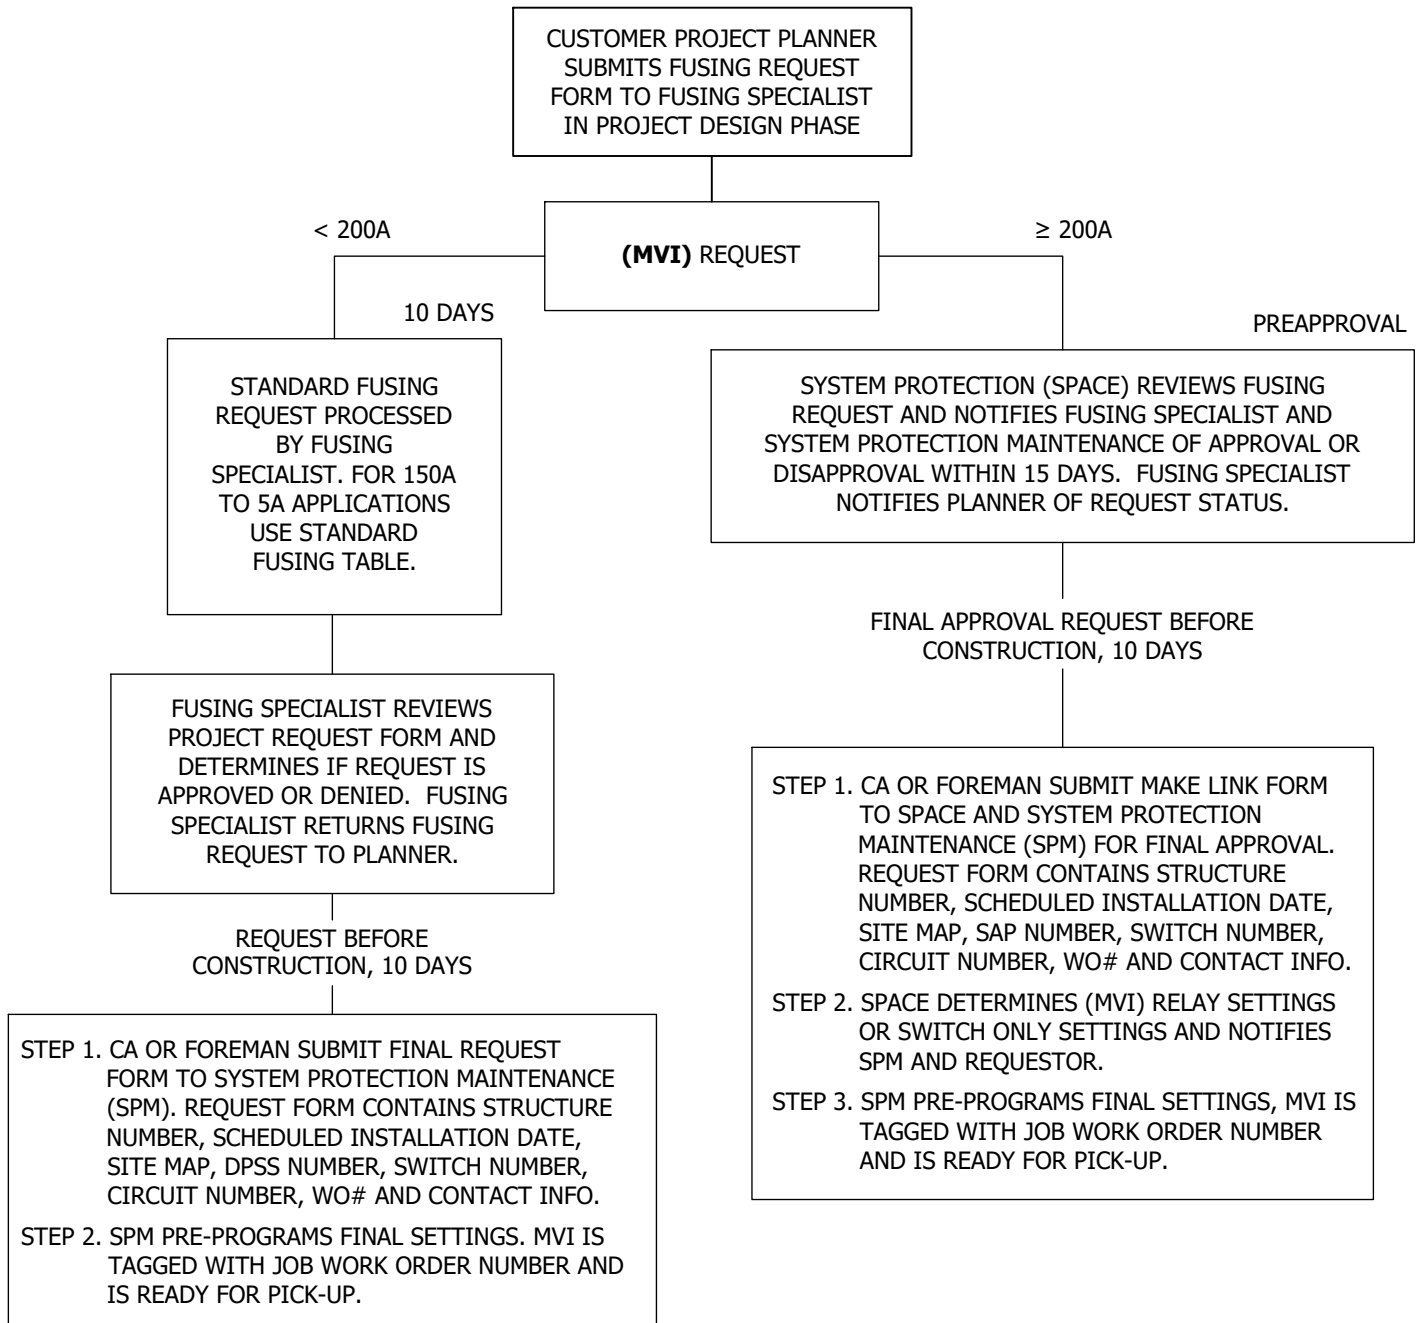 CUSTOMER PROJECT PLANNER
SUBMITS FUSING REQUEST
FORM TO FUSING SPECIALIST
IN PROJECT DESIGN PHASE
< 200A
(MVI) REQUEST
≥ 200A
10 DAYS
PREAPPROVAL
STANDARD FUSING
REQUEST PROCESSED
BY FUSING
SPECIALIST. FOR 150A
TO 5A APPLICATIONS
USE STANDARD
FUSING TABLE.
SYSTEM PROTECTION (SPACE) REVIEWS FUSING
REQUEST AND NOTIFIES FUSING SPECIALIST AND
SYSTEM PROTECTION MAINTENANCE OF APPROVAL OR
DISAPPROVAL WITHIN 15 DAYS.  FUSING SPECIALIST
NOTIFIES PLANNER OF REQUEST STATUS.
FUSING SPECIALIST REVIEWS
PROJECT REQUEST FORM AND
DETERMINES IF REQUEST IS
APPROVED OR DENIED.  FUSING
SPECIALIST RETURNS FUSING
REQUEST TO PLANNER.
FINAL APPROVAL REQUEST BEFORE
CONSTRUCTION, 10 DAYS
REQUEST BEFORE
CONSTRUCTION, 10 DAYS
STEP 1. CA OR FOREMAN SUBMIT FINAL REQUEST
FORM TO SYSTEM PROTECTION MAINTENANCE
(SPM). REQUEST FORM CONTAINS STRUCTURE
NUMBER, SCHEDULED INSTALLATION DATE,
SITE MAP, DPSS NUMBER, SWITCH NUMBER,
CIRCUIT NUMBER, WO# AND CONTACT INFO.
STEP 2. SPM PRE-PROGRAMS FINAL SETTINGS. MVI IS
TAGGED WITH JOB WORK ORDER NUMBER AND
IS READY FOR PICK-UP.
STEP 1. CA OR FOREMAN SUBMIT MAKE LINK FORM
TO SPACE AND SYSTEM PROTECTION
MAINTENANCE (SPM) FOR FINAL APPROVAL.
REQUEST FORM CONTAINS STRUCTURE
NUMBER, SCHEDULED INSTALLATION DATE,
SITE MAP, SAP NUMBER, SWITCH NUMBER,
CIRCUIT NUMBER, WO# AND CONTACT INFO.
STEP 2. SPACE DETERMINES (MVI) RELAY SETTINGS
OR SWITCH ONLY SETTINGS AND NOTIFIES
SPM AND REQUESTOR.
STEP 3. SPM PRE-PROGRAMS FINAL SETTINGS, MVI IS
TAGGED WITH JOB WORK ORDER NUMBER
AND IS READY FOR PICK-UP.